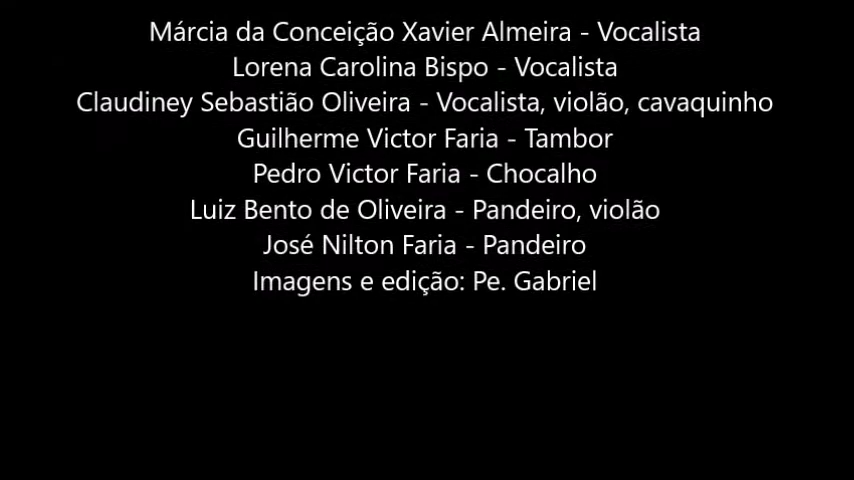 Márcia da Conceição Xavier Almeira - Vocalista
Lorena Carolina Bispo - Vocalista
Claudiney Sebastião Oliveira - Vocalista, violão, cavaquinho
Guilherme Victor Faria - Tambor
Pedro Victor Faria - Chocalho
Luiz Bento de Oliveira - Pandeiro, violão
José Nilton Faria - Pandeiro
Imagens e edição: Pe. Gabriel